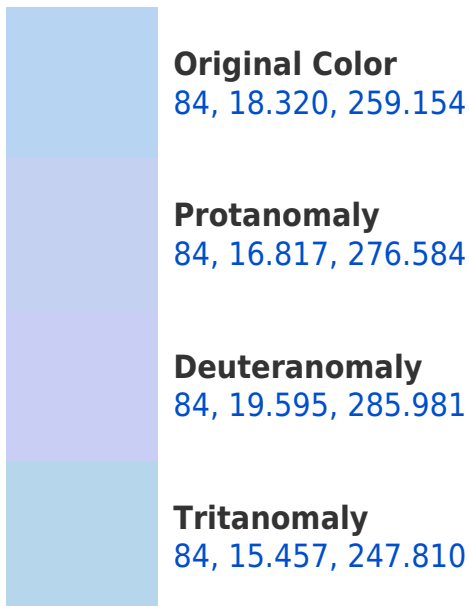 Original Color
84, 18.320, 259.154
Protanomaly
84, 16.817, 276.584
Deuteranomaly
84, 19.595, 285.981
Tritanomaly
84, 15.457, 247.810